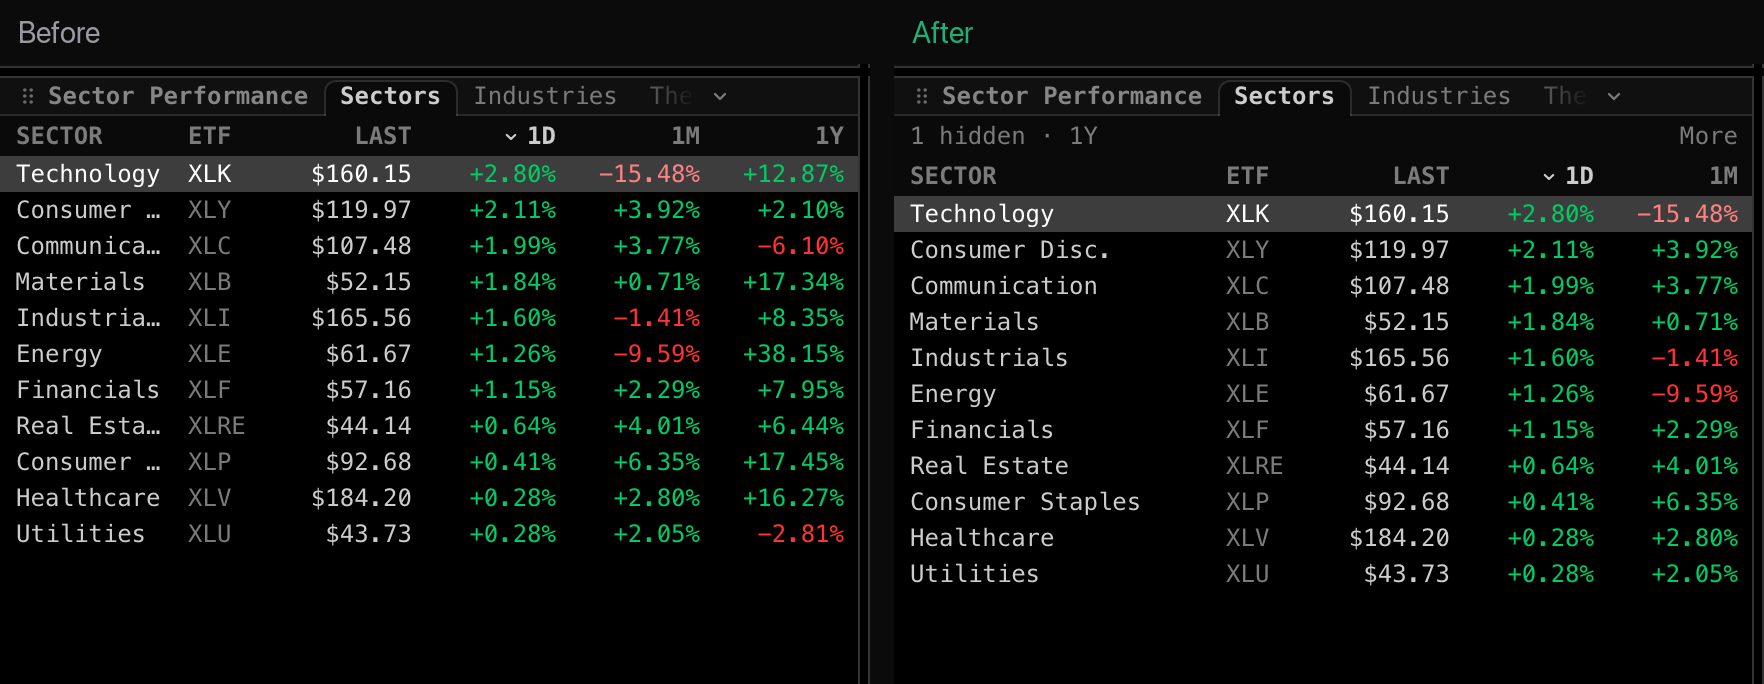 Before
Sector Performance Sectors Industries The
SECTOR ETF LAST 1D 1M 1Y
Technology XLK $160.15 +2.80% −15.48% +12.87%
Consumer … XLY $119.97 +2.11% +3.92% +2.10%
Communica… XLC $107.48 +1.99% +3.77% −6.10%
Materials XLB $52.15 +1.84% +0.71% +17.34%
Industria… XLI $165.56 +1.60% −1.41% +8.35%
Energy XLE $61.67 +1.26% −9.59% +38.15%
Financials XLF $57.16 +1.15% +2.29% +7.95%
Real Esta… XLRE $44.14 +0.64% +4.01% +6.44%
Consumer … XLP $92.68 +0.41% +6.35% +17.45%
Healthcare XLV $184.20 +0.28% +2.80% +16.27%
Utilities XLU $43.73 +0.28% +2.05% −2.81%
After
Sector Performance Sectors Industries The
1 hidden · 1Y More
SECTOR ETF LAST 1D 1M
Technology XLK $160.15 +2.80% −15.48%
Consumer Disc. XLY $119.97 +2.11% +3.92%
Communication XLC $107.48 +1.99% +3.77%
Materials XLB $52.15 +1.84% +0.71%
Industrials XLI $165.56 +1.60% −1.41%
Energy XLE $61.67 +1.26% −9.59%
Financials XLF $57.16 +1.15% +2.29%
Real Estate XLRE $44.14 +0.64% +4.01%
Consumer Staples XLP $92.68 +0.41% +6.35%
Healthcare XLV $184.20 +0.28% +2.80%
Utilities XLU $43.73 +0.28% +2.05%